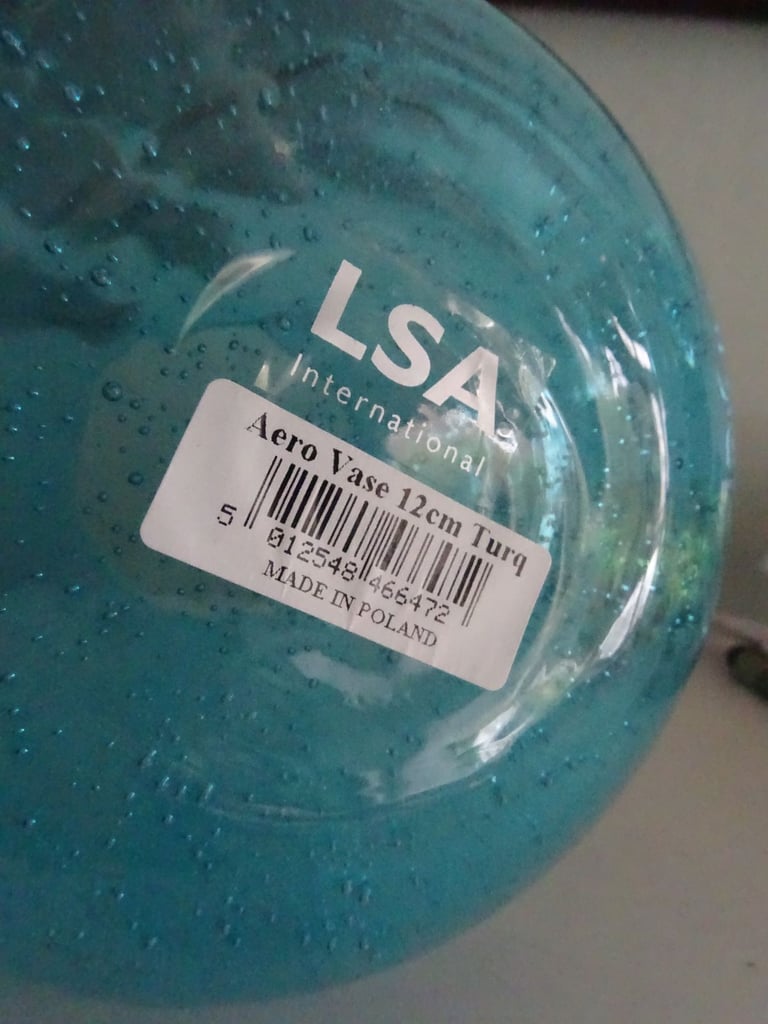 LSA
International
Aero Vase 12cm Turq
5 012548 466472
MADE IN POLAND